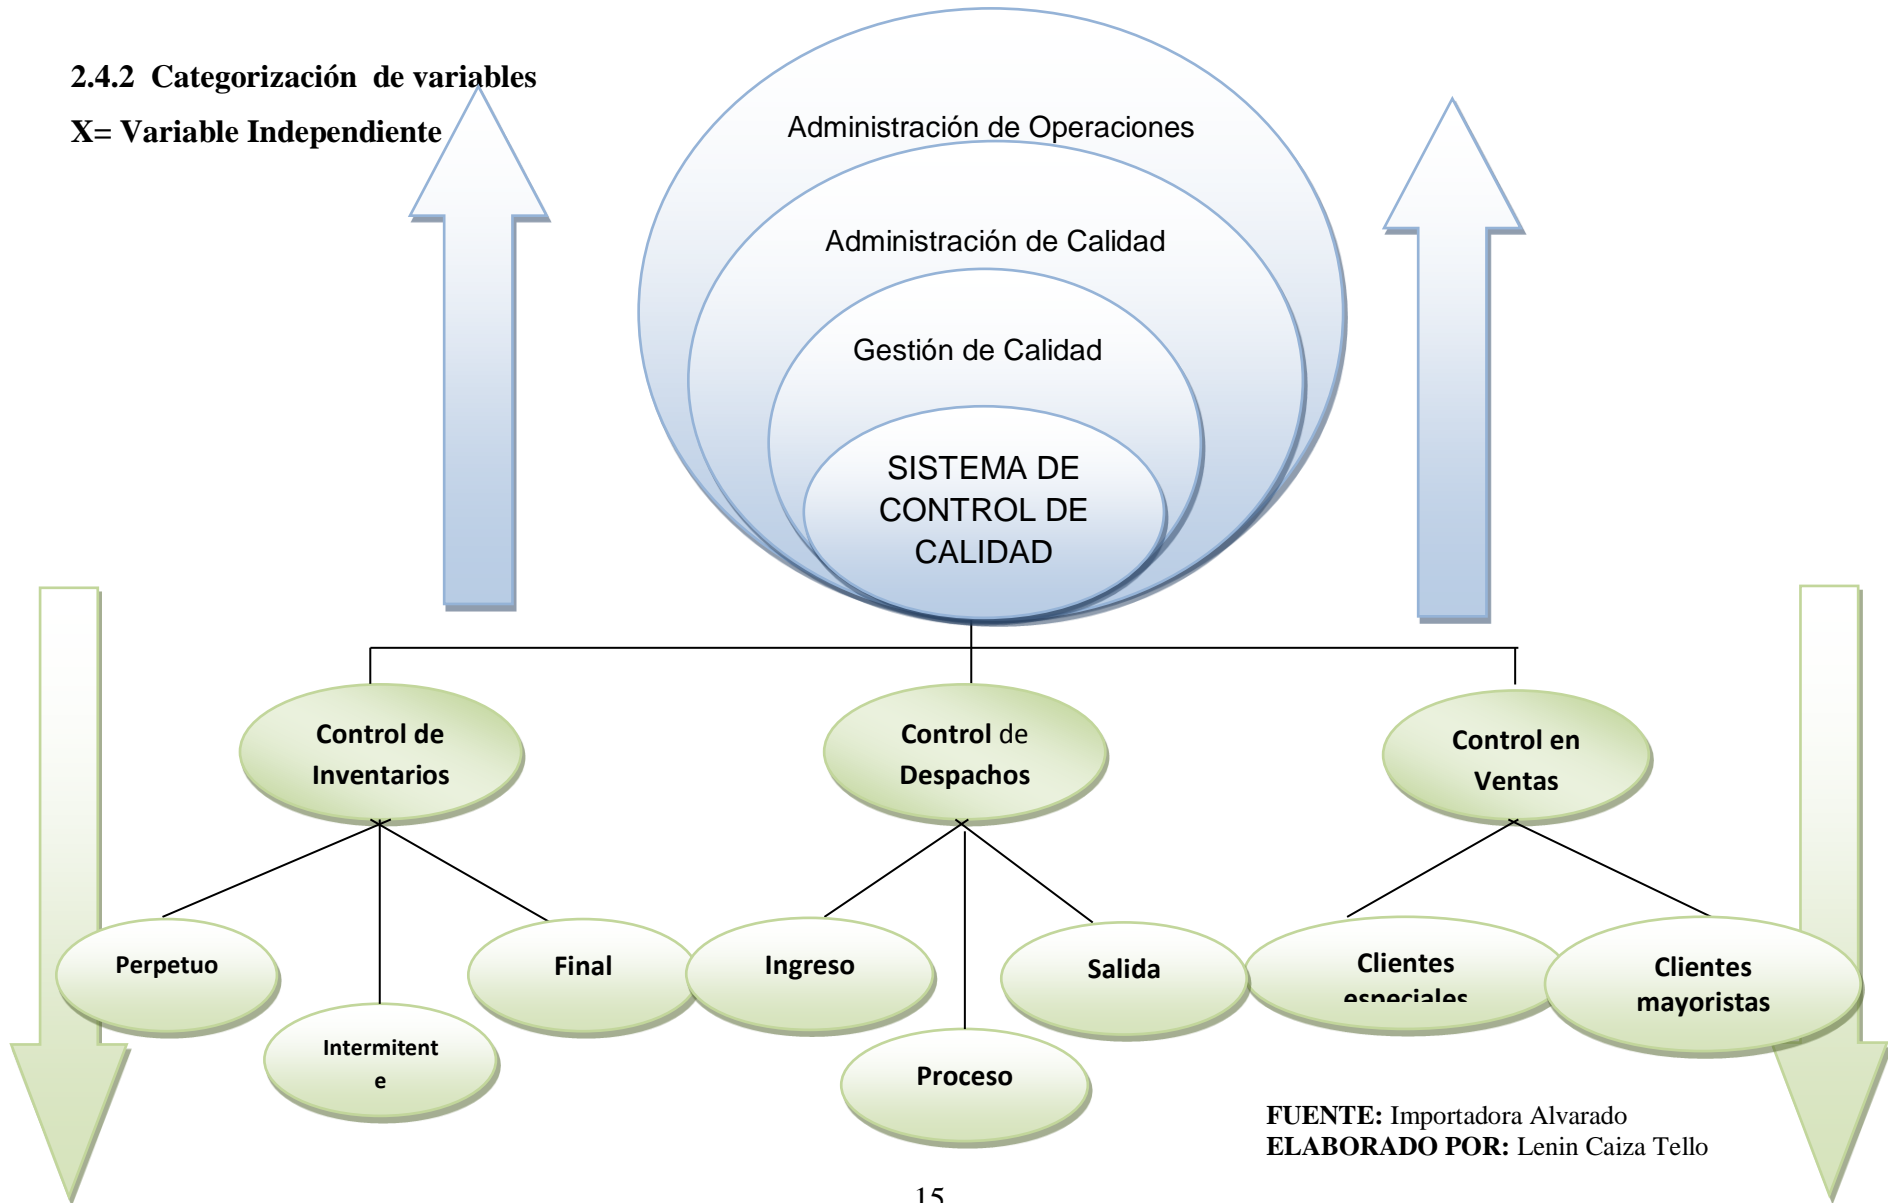 2.4.2 Categorización de variables
X= Variable Independiente
Administración de Operaciones
Administración de Calidad
Gestión de Calidad
SISTEMA DE
CONTROL DE
CALIDAD
Control de
Inventarios
Control de
Despachos
Control en
Ventas
Perpetuo
Intermitent
e
Final
Ingreso
Proceso
Salida
Clientes
especiales
Clientes
mayoristas
FUENTE: Importadora Alvarado
ELABORADO POR: Lenin Caiza Tello
15